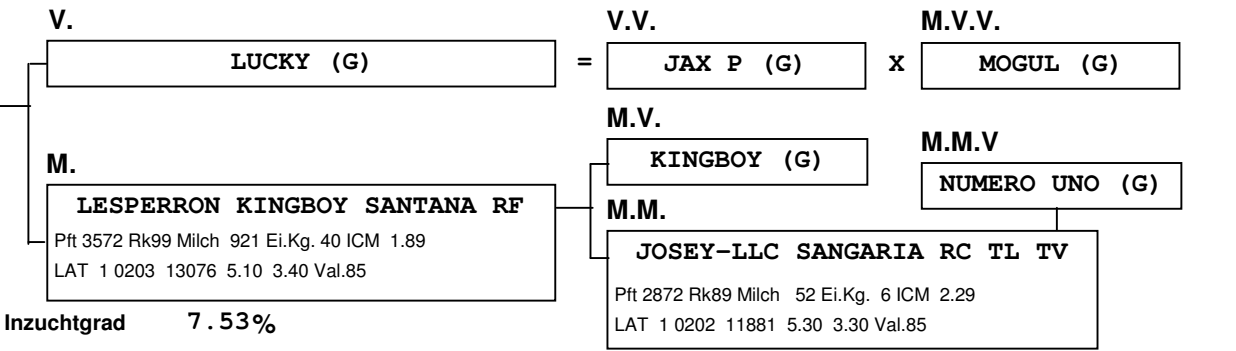 V.
V.V.
M.V.V.
LUCKY (G) = JAX P (G) X MOGUL (G)
M.V.
KINGBOY (G)
M.M.V
NUMERO UNO (G)
M.
LESPERRON KINGBOY SANTANA RF
Pft 3572 Rk99 Milch 921 Ei.Kg. 40 ICM 1.89
LAT 1 0203 13076 5.10 3.40 Val.85
M.M.
JOSEY-LLC SANGARIA RC TL TV
Pft 2872 Rk89 Milch 52 Ei.Kg. 6 ICM 2.29
LAT 1 0202 11881 5.30 3.30 Val.85
Inzuchtgrad 7.53%